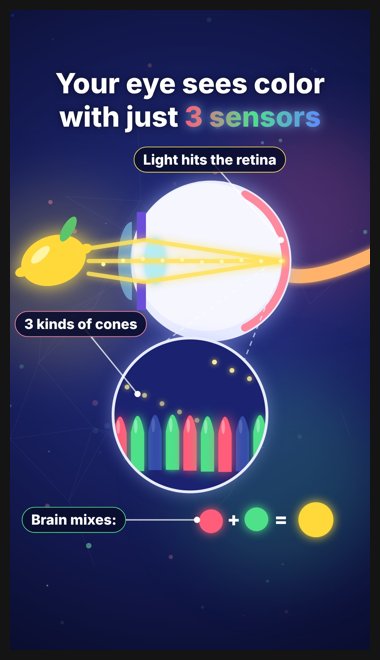 Your eye sees color
with just 3 sensors
Light hits the retina
3 kinds of cones
Brain mixes:
+ =